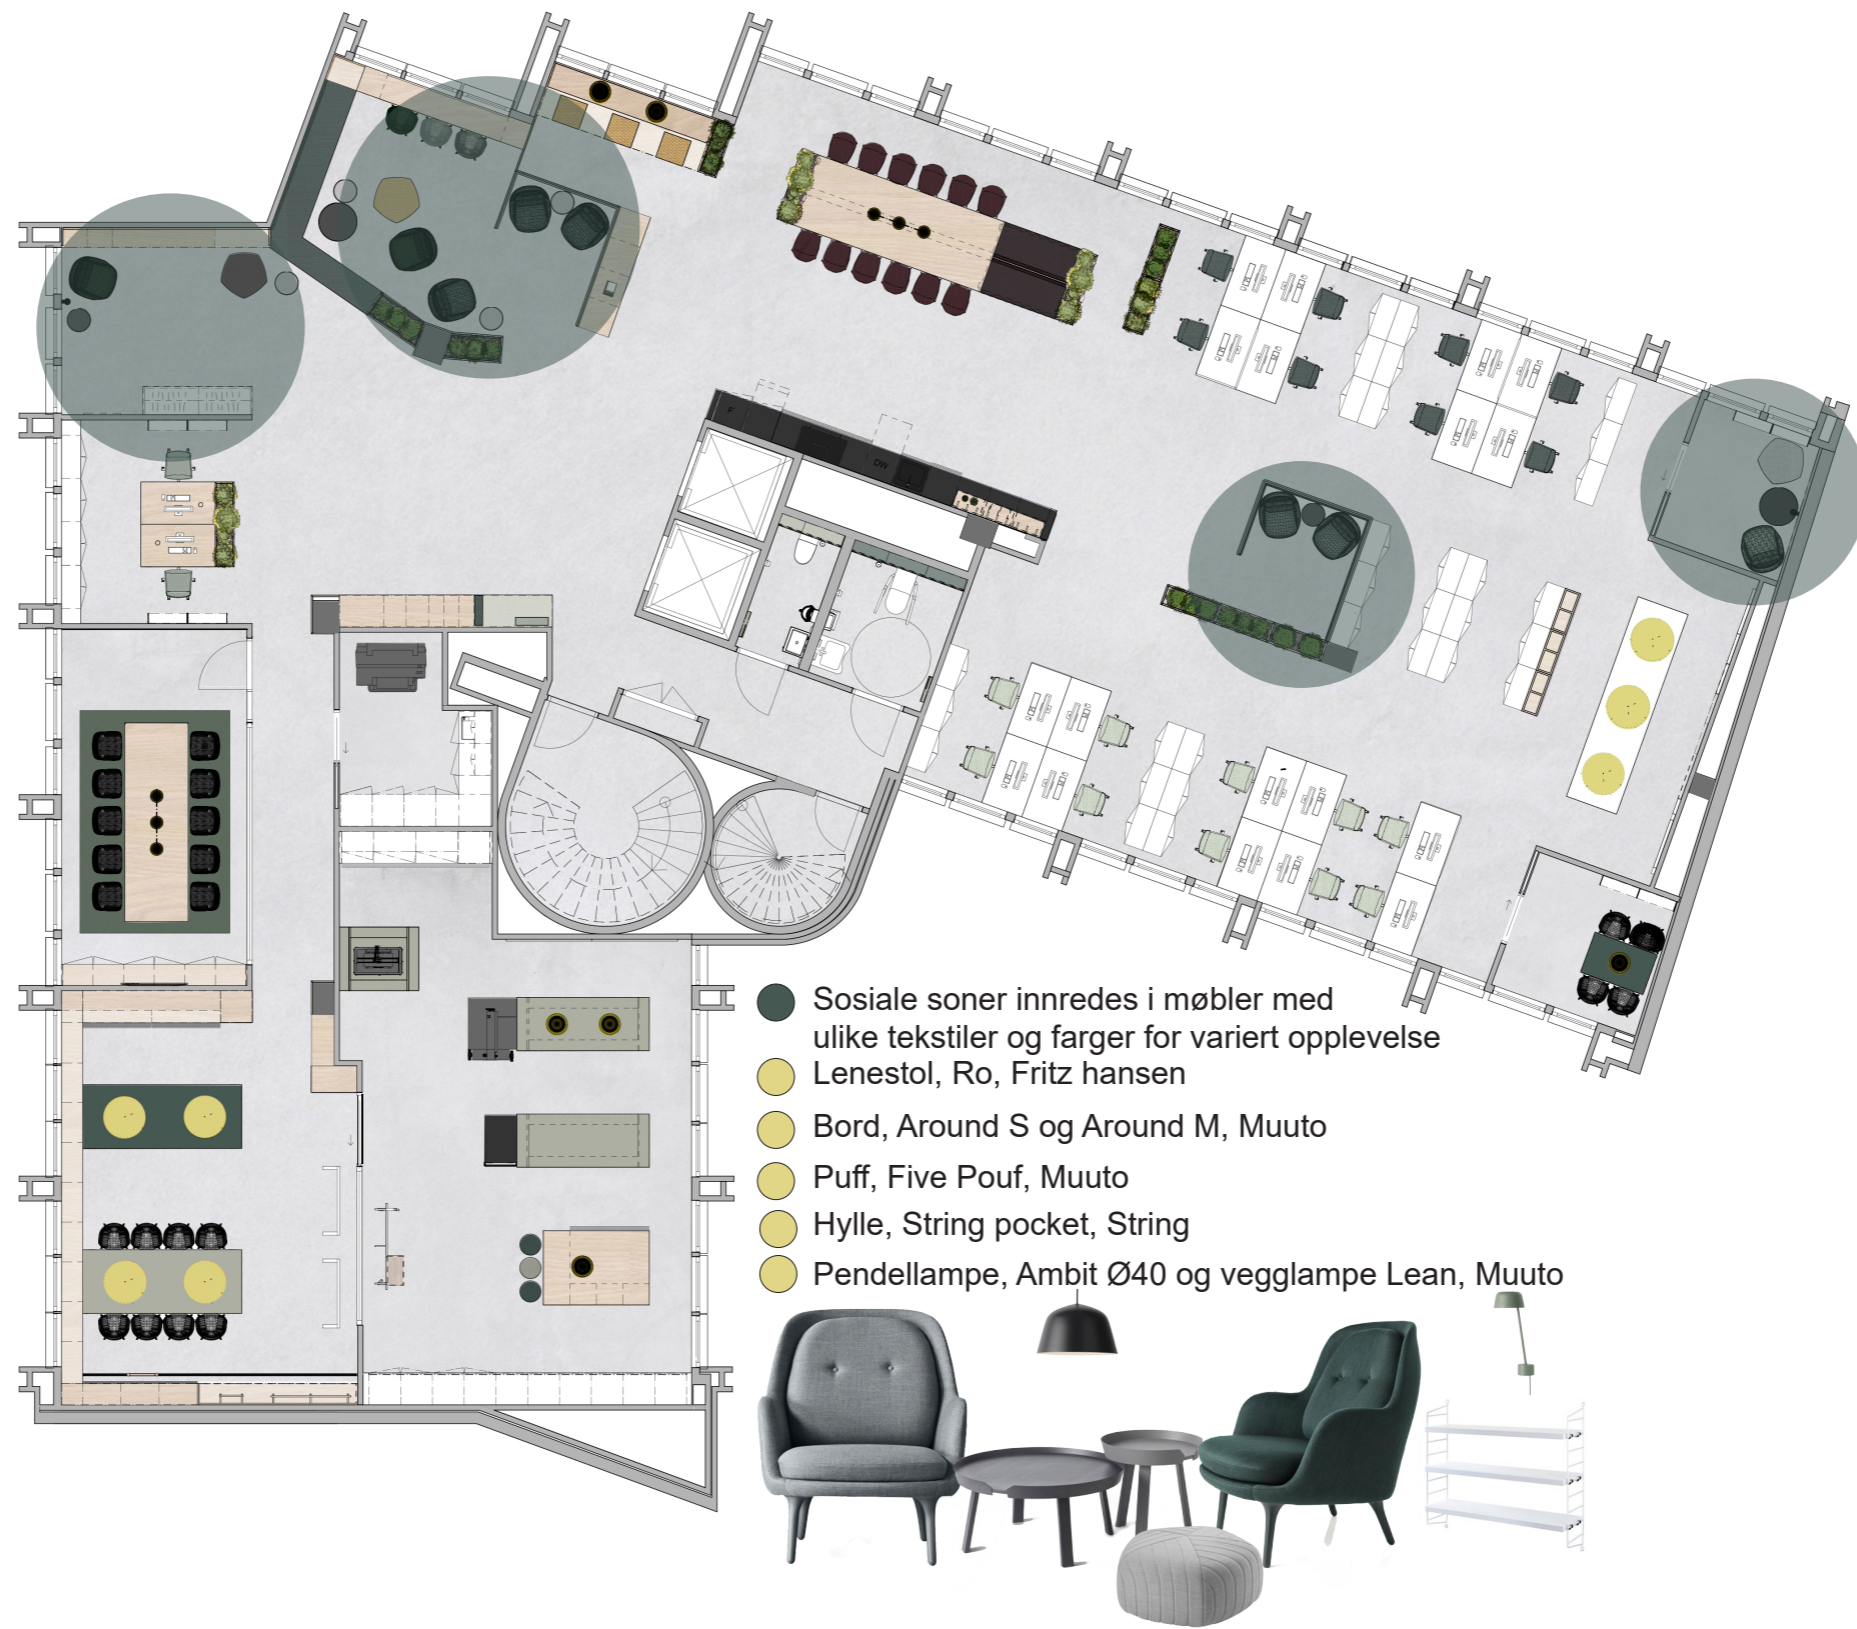 F
DW
Sosiale soner innredes i møbler med
ulike tekstiler og farger for variert opplevelse
Lenestol, Ro, Fritz hansen
Bord, Around S og Around M, Muuto
Puff, Five Pouf, Muuto
Hylle, String pocket, String
Pendellampe, Ambit Ø40 og vegglampe Lean, Muuto